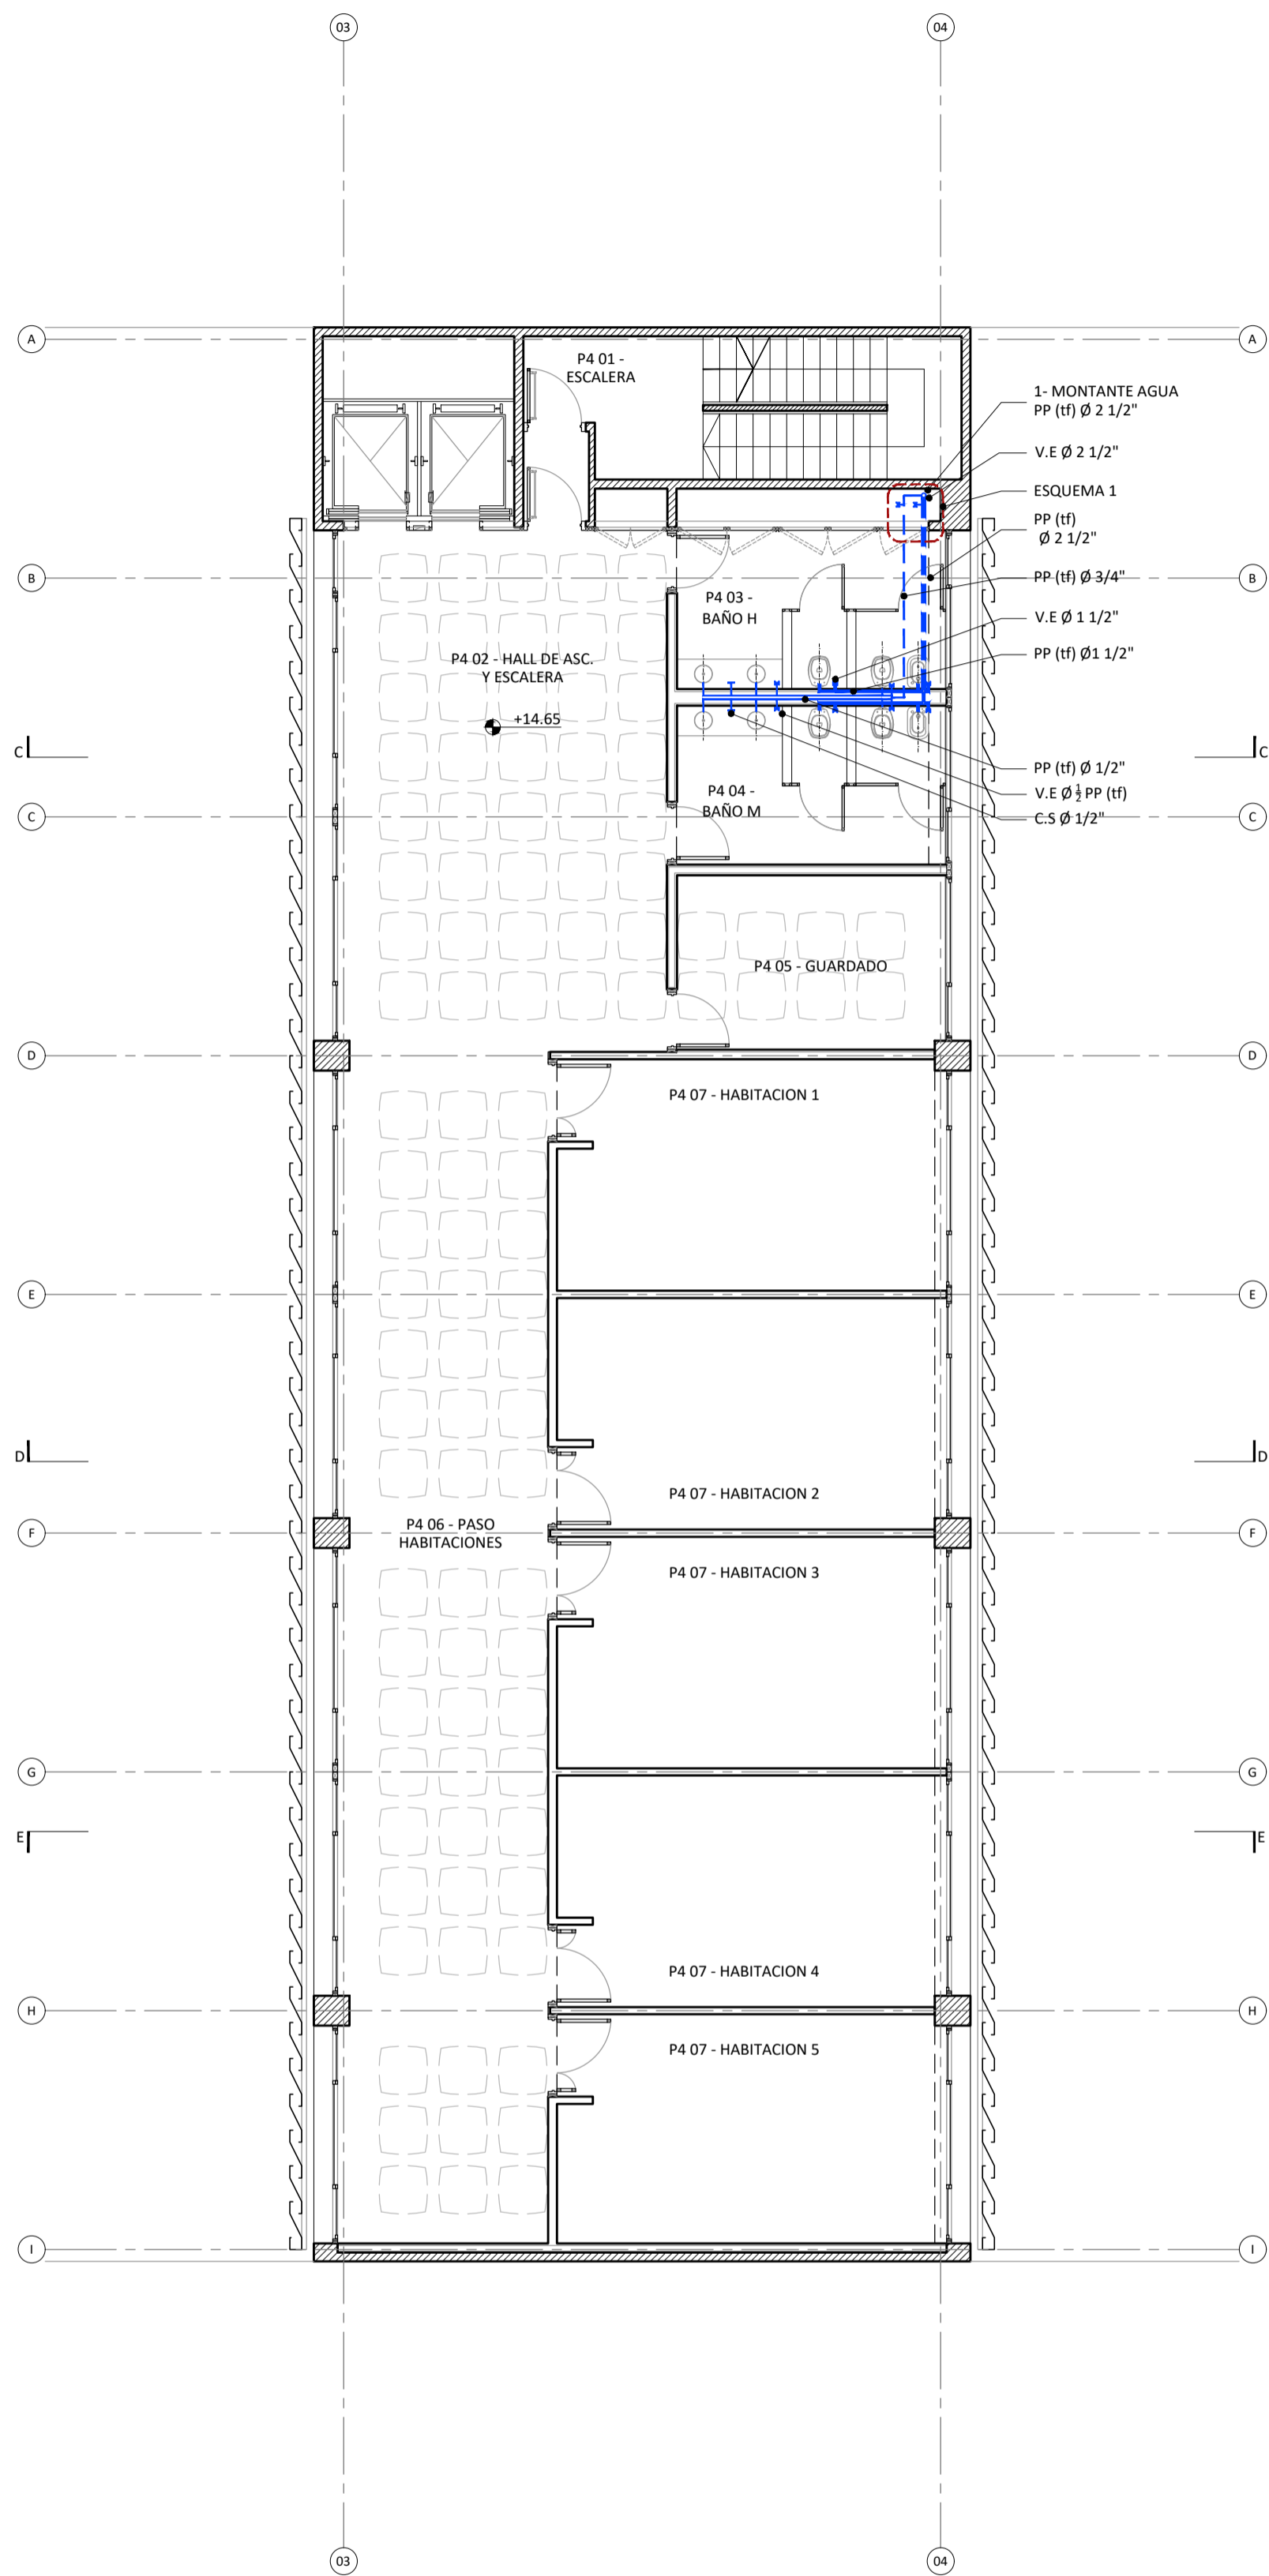 03
04
A
A
P4 01 -
ESCALERA
1- MONTANTE AGUA
PP (tf) Ø 2 1/2"
V.E Ø 2 1/2"
ESQUEMA 1
PP (tf)
Ø 2 1/2"
B
B
PP (tf) Ø 3/4"
P4 03 -
BAÑO H
V.E Ø 1 1/2"
PP (tf) Ø1 1/2"
P4 02 - HALL DE ASC.
Y ESCALERA
+14.65
C
C
PP (tf) Ø 1/2"
V.E Ø ½ PP (tf)
C.S Ø 1/2"
P4 04 -
BAÑO M
C
C
P4 05 - GUARDADO
D
D
P4 07 - HABITACION 1
E
E
D
D
P4 07 - HABITACION 2
P4 06 - PASO
HABITACIONES
F
F
P4 07 - HABITACION 3
G
G
E
E
P4 07 - HABITACION 4
H
H
P4 07 - HABITACION 5
I
I
03
04